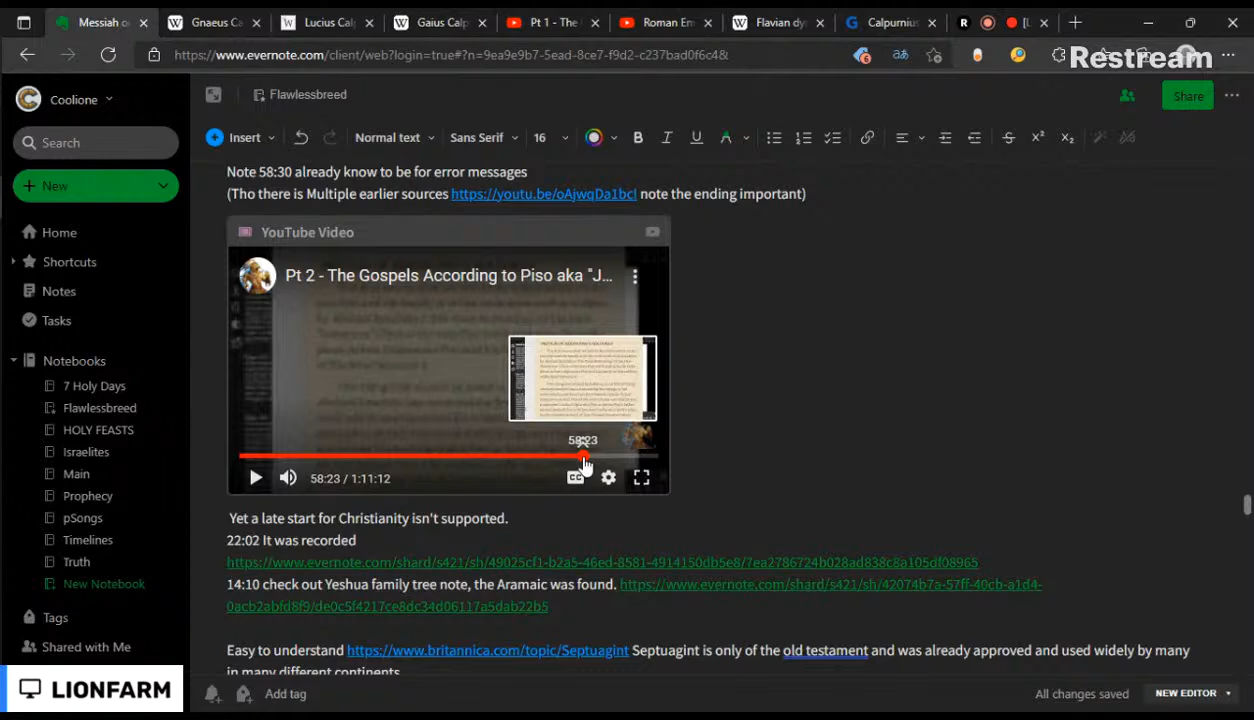 Messiah o
Gnaeus Ca
Lucius Cal
Gaius Calp
Pt 1 - The
Roman Em
Flavian dy
Calpurnius
[L
https://www.evernote.com/client/web?login=true#?n=9ea9e9b7-5ead-8ce7-f9d2-c237bad0f6c4&
6
Restream
Coolione
Flawlessbreed
Share
Search
Insert
Normal text
Sans Serif
16
New
Note 58:30 already know to be for error messages
(Tho there is Multiple earlier sources https://youtu.be/oAjwqDa1bcI note the ending important)
Home
Shortcuts
Notes
Tasks
Notebooks
7 Holy Days
Flawlessbreed
HOLY FEASTS
Israelites
Main
Prophecy
pSongs
Timelines
Truth
New Notebook
Tags
Shared with Me
YouTube Video
Pt 2 - The Gospels According to Piso aka "J...
58:23
58:23 / 1:11:12
CC
Yet a late start for Christianity isn't supported.
22:02 It was recorded
https://www.evernote.com/shard/s421/sh/49025cf1-b2a5-46ed-8581-4914150db5e8/7ea2786724b028ad838c8a105df08965
14:10 check out Yeshua family tree note, the Aramaic was found. https://www.evernote.com/shard/s421/sh/42074b7a-57ff-40cb-a1d4-
0acb2abfd8f9/de0c5f4217ce8dc34d06117a5dab22b5
Easy to understand https://www.britannica.com/topic/Septuagint Septuagint is only of the old testament and was already approved and used widely by many
in many different continents
LIONFARM
Add tag
All changes saved
NEW EDITOR